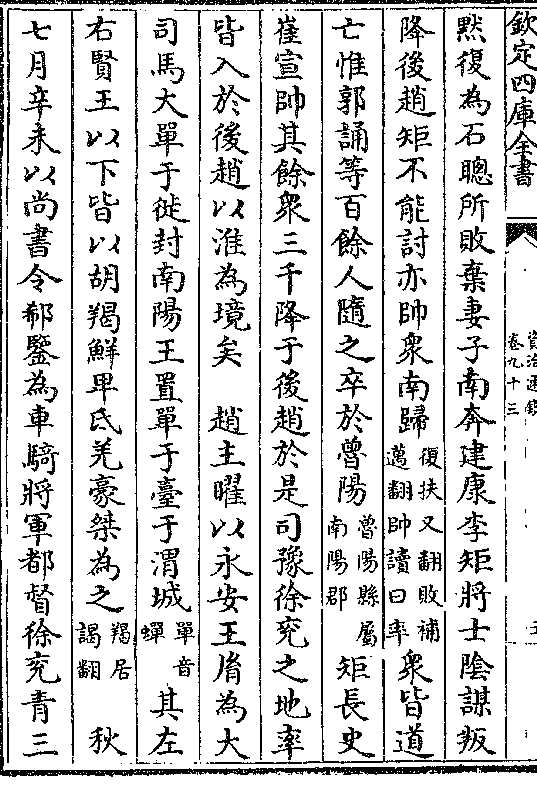 欽定四庫全書
資治通鑑
卷九十三
黙復為石聰所敗棄妻子南奔建康李矩將士陰謀叛
降後趙矩不能討亦帥衆南歸復扶又翻敗補邁翻帥讀曰率衆皆道
亡惟郭誦等百餘人隨之卒於魯陽魯陽縣屬南陽郡矩長史
崔宣帥其餘衆三千降于後趙於是司豫徐兖之地率
皆入於後趙以淮為境矣　趙主曜以永安王胥為大
司馬大單于徙封南陽王置單于臺于渭城單音蟬其左
右賢王以下皆以胡羯鮮卑氐羌豪桀為之羯居謁翻　秋
七月辛未以尚書令郗鑒為車騎將軍都督徐兖青三